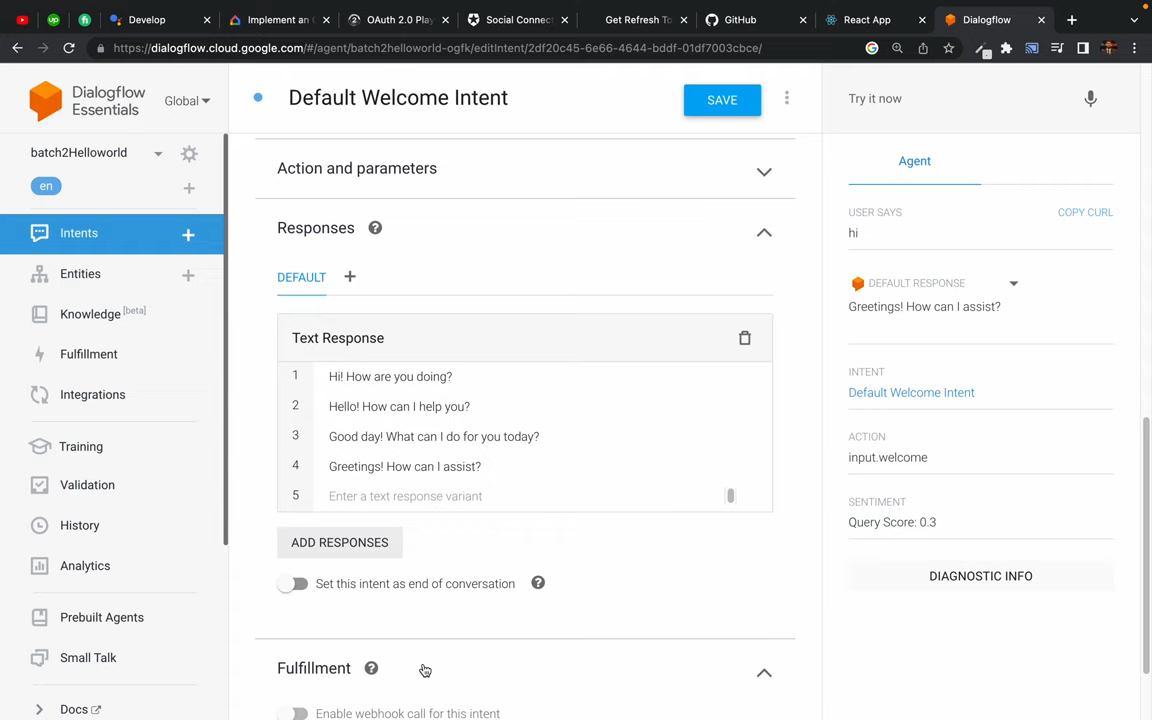 Develop
Implement an (
OAuth 2.0 Play
Social Connec
Get Refresh To
GitHub
React App
Dialogflow
https://dialogflow.cloud.google.com/#/agent/batch2helloworld-ogfk/editIntent/2df20c45-6e66-4644-bddf-01df7003cbce/
Dialogflow
Essentials
Global
Default Welcome Intent
SAVE
Try it now
batch2Helloworld
en
Intents
Entities
Knowledge [beta]
Fulfillment
Integrations
Training
Validation
History
Analytics
Prebuilt Agents
Small Talk
Docs
Action and parameters
Responses
DEFAULT
Text Response
1 Hi! How are you doing?
2 Hello! How can I help you?
3 Good day! What can I do for you today?
4 Greetings! How can I assist?
5 Enter a text response variant
ADD RESPONSES
Set this intent as end of conversation
Fulfillment
Enable webhook call for this intent
Agent
USER SAYS
COPY CURL
hi
DEFAULT RESPONSE
Greetings! How can I assist?
INTENT
Default Welcome Intent
ACTION
input.welcome
SENTIMENT
Query Score: 0.3
DIAGNOSTIC INFO